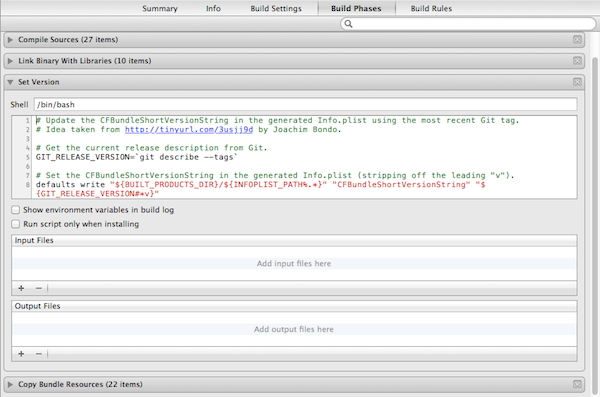 Summary Info Build Settings Build Phases Build Rules
Compile Sources (27 items)
Link Binary With Libraries (10 items)
Set Version
Shell /bin/bash
1 # Update the CFBundleShortVersionString in the generated Info.plist using the most recent Git tag.
2 # Idea taken from http://tinyurl.com/3usjj9d by Joachim Bondo.
3
4 # Get the current release description from Git.
5 GIT_RELEASE_VERSION=`git describe --tags`
6
7 # Set the CFBundleShortVersionString in the generated Info.plist (stripping off the leading "v").
8 defaults write "${BUILT_PRODUCTS_DIR}/${INFOPLIST_PATH%.*}" "CFBundleShortVersionString" "$
{GIT_RELEASE_VERSION#*v}"
Show environment variables in build log
Run script only when installing
Input Files
Add input files here
Output Files
Add output files here
Copy Bundle Resources (22 items)